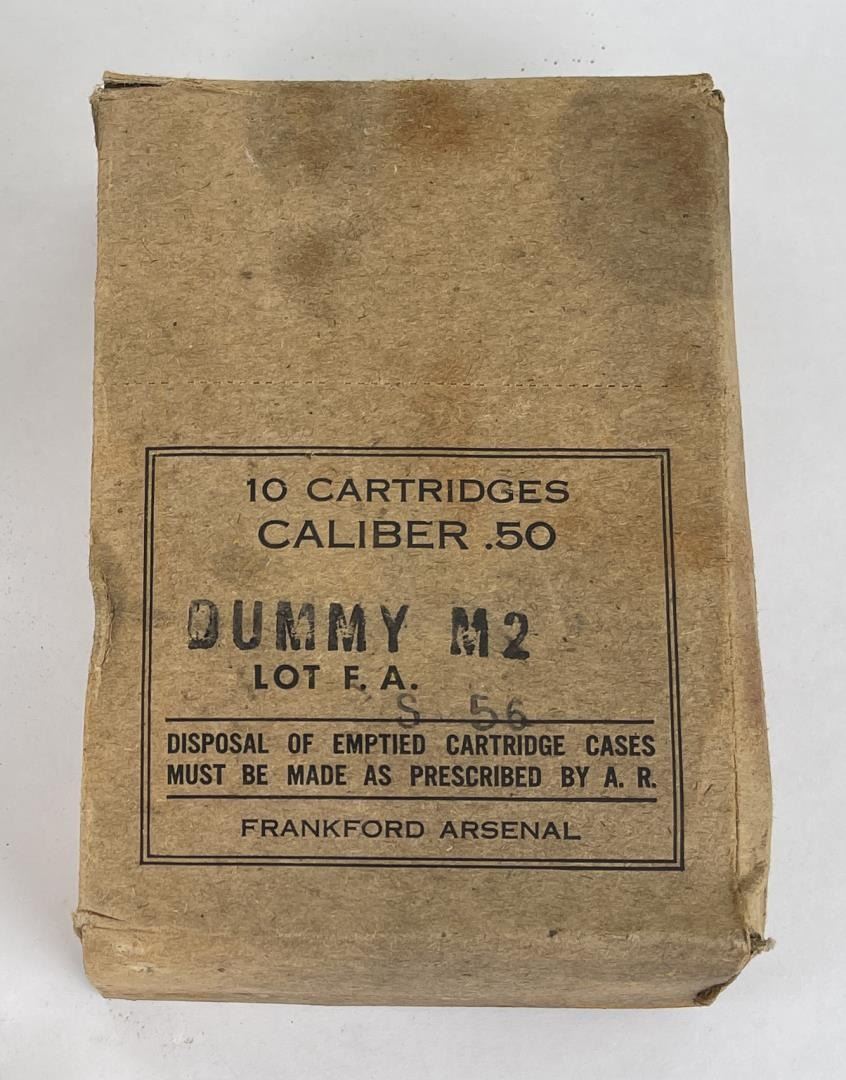 10 CARTRIDGES
CALIBER .50
DUMMY M2
LOT F. A.
S 56
DISPOSAL OF EMPTIED CARTRIDGE CASES
MUST BE MADE AS PRESCRIBED BY A. R.
FRANKFORD ARSENAL